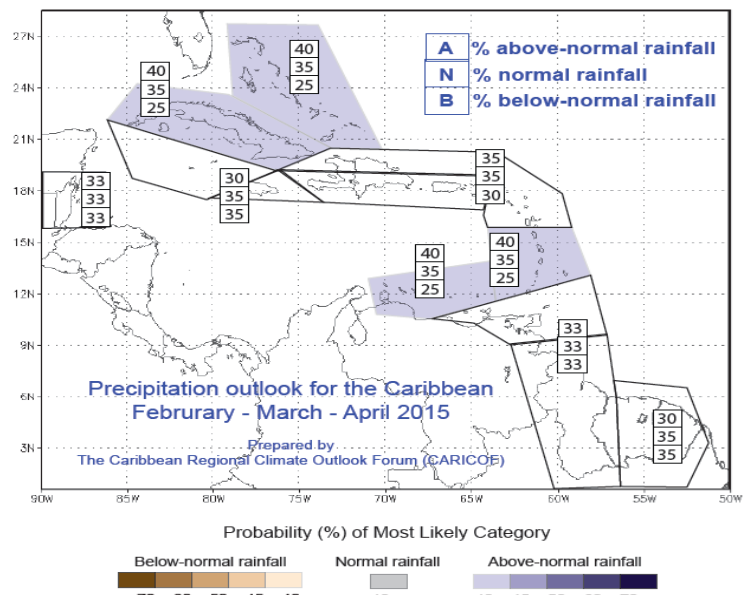 27N
24N
21N
18N
15N
12N
9N
6N
3N
90W
85W
80W
75W
70W
65W
60W
55W
50W
A % above-normal rainfall
N % normal rainfall
B % below-normal rainfall
40
35
25
40
35
25
33
33
33
30
35
35
35
35
30
40
35
25
40
35
25
33
33
33
30
35
35
Precipitation outlook for the Caribbean
Februrary - March - April 2015
Prepared by
The Caribbean Regional Climate Outlook Forum (CARICOF)
Probability (%) of Most Likely Category
Below-normal rainfall
Normal rainfall
Above-normal rainfall